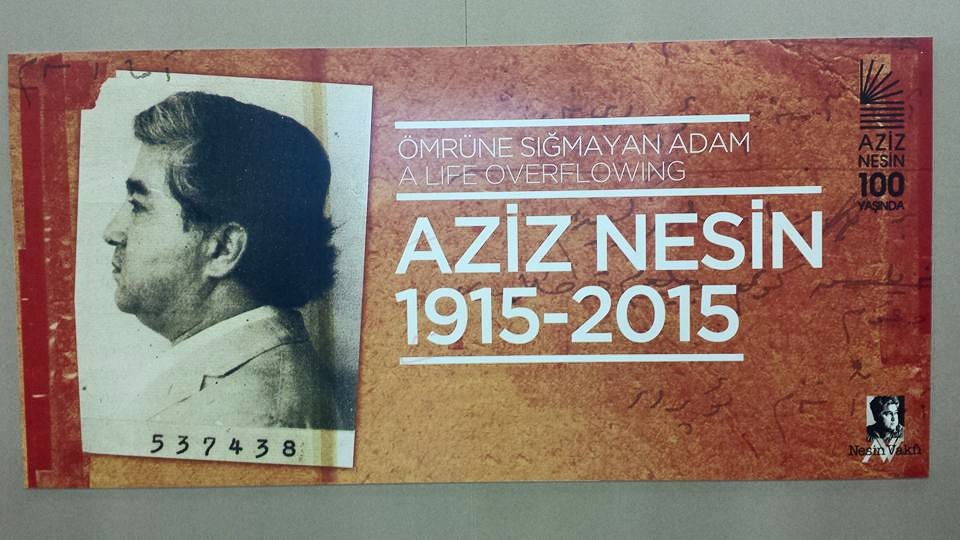 ÖMRÜNE SIĞMAYAN ADAM
A LIFE OVERFLOWING
AZİZ NESİN
1915-2015
AZİZ
NESİN
100
YAŞINDA
537438
Nesin Vakfı